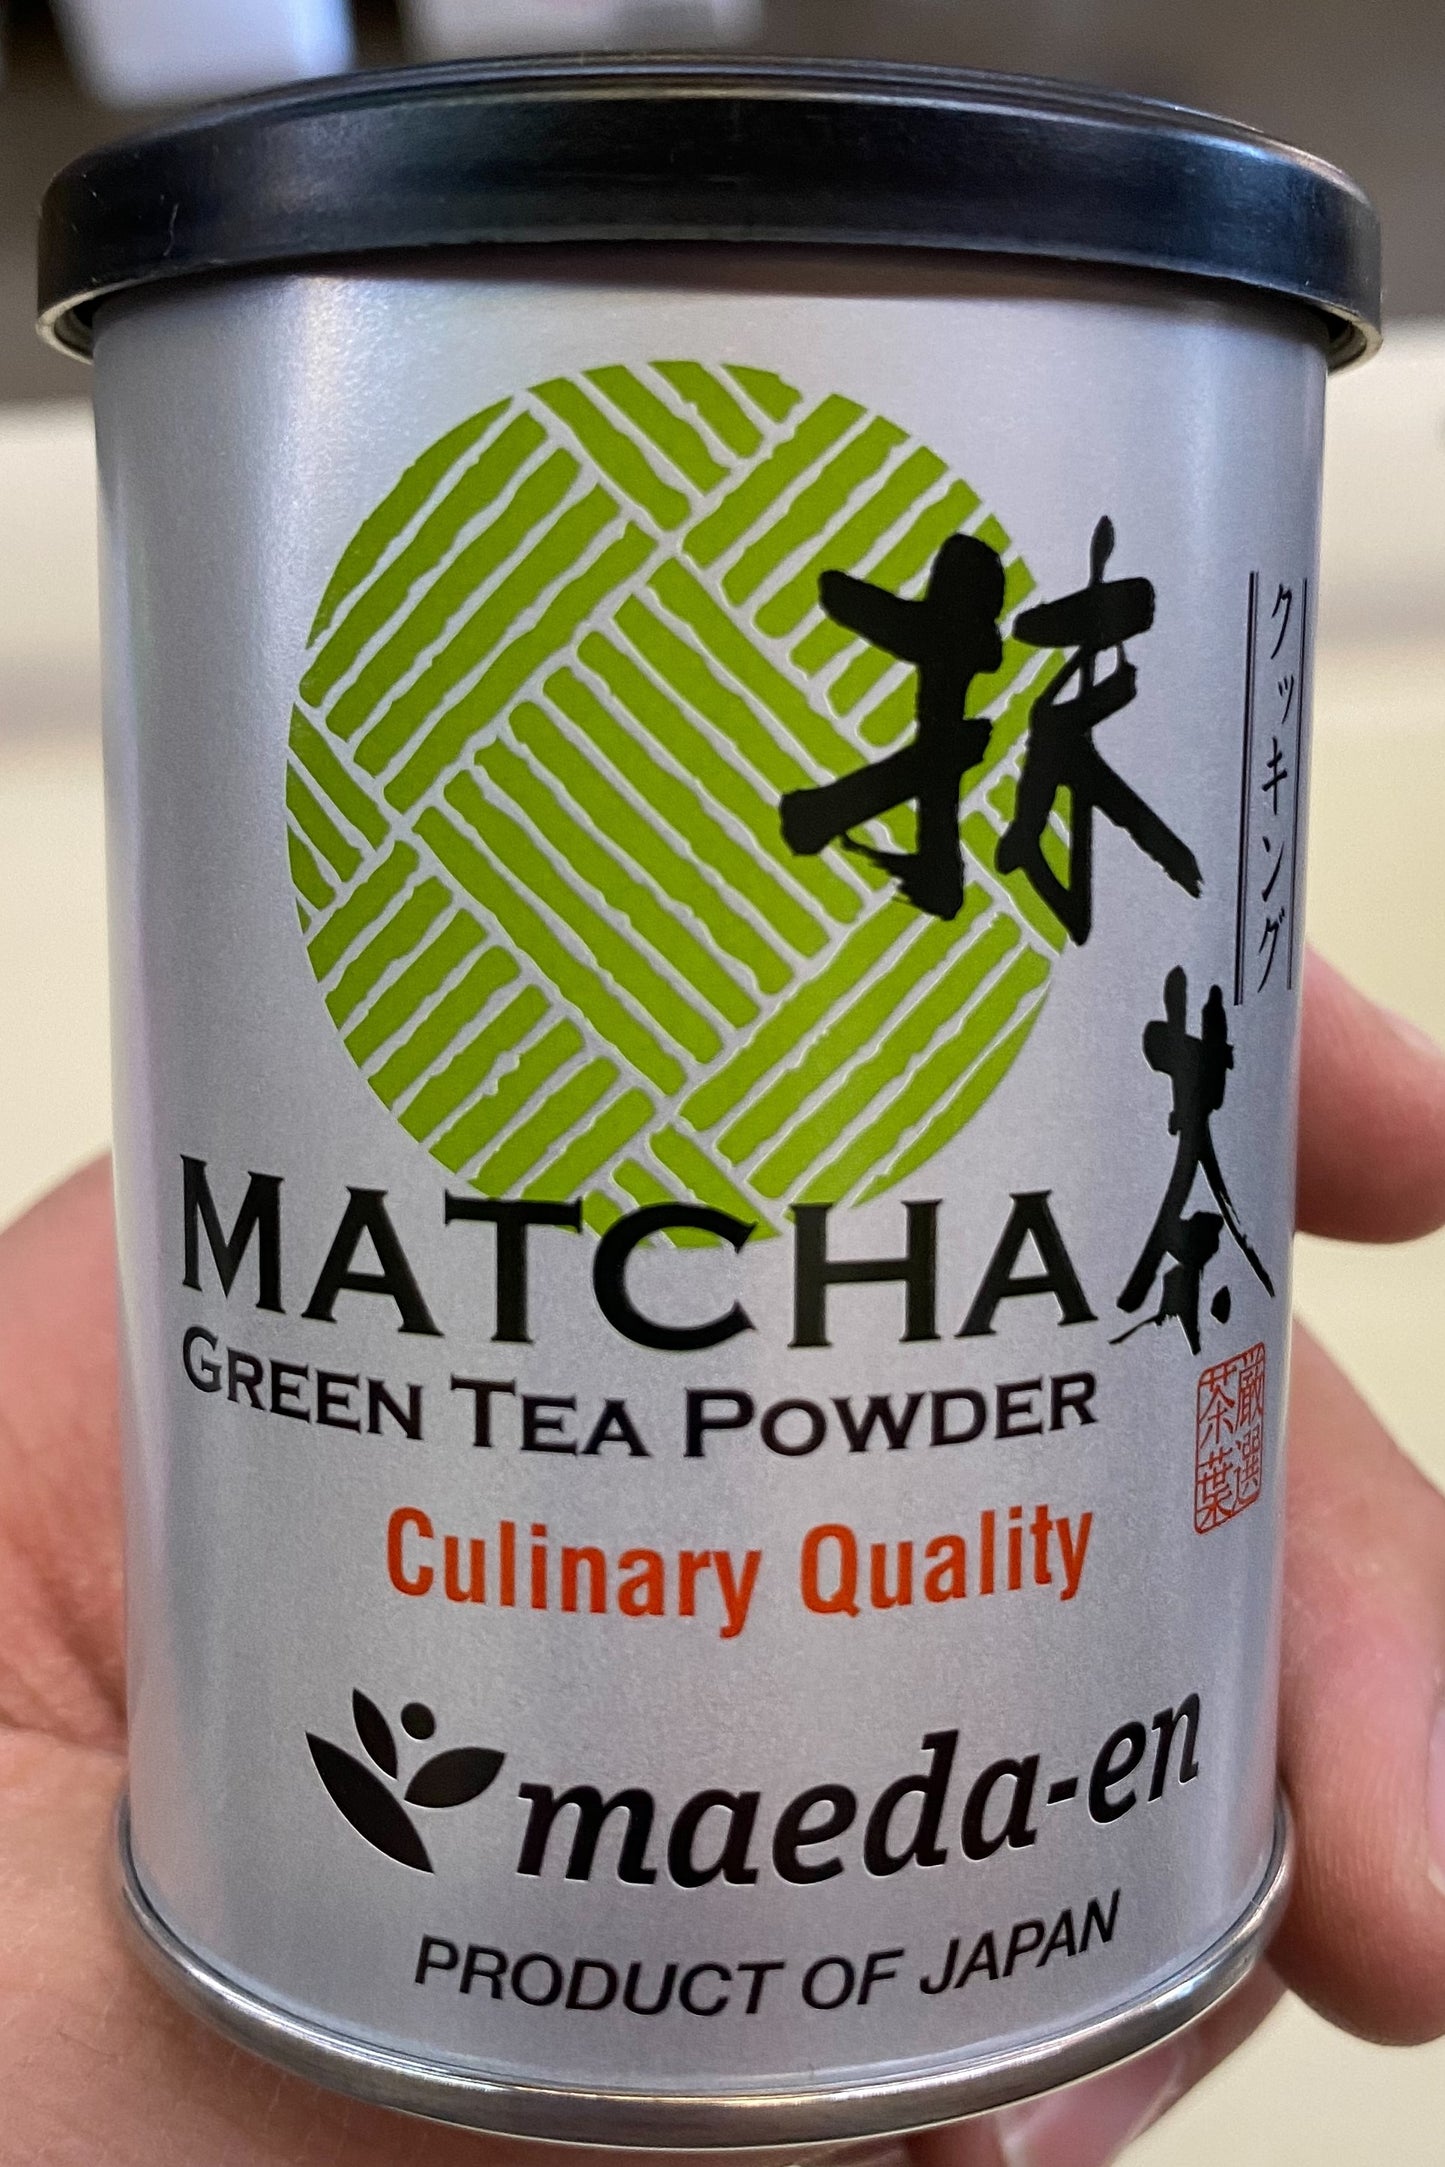 抹茶
クッキング
MATCHA
GREEN TEA POWDER
厳選
茶葉
Culinary Quality
maeda-en
PRODUCT OF JAPAN